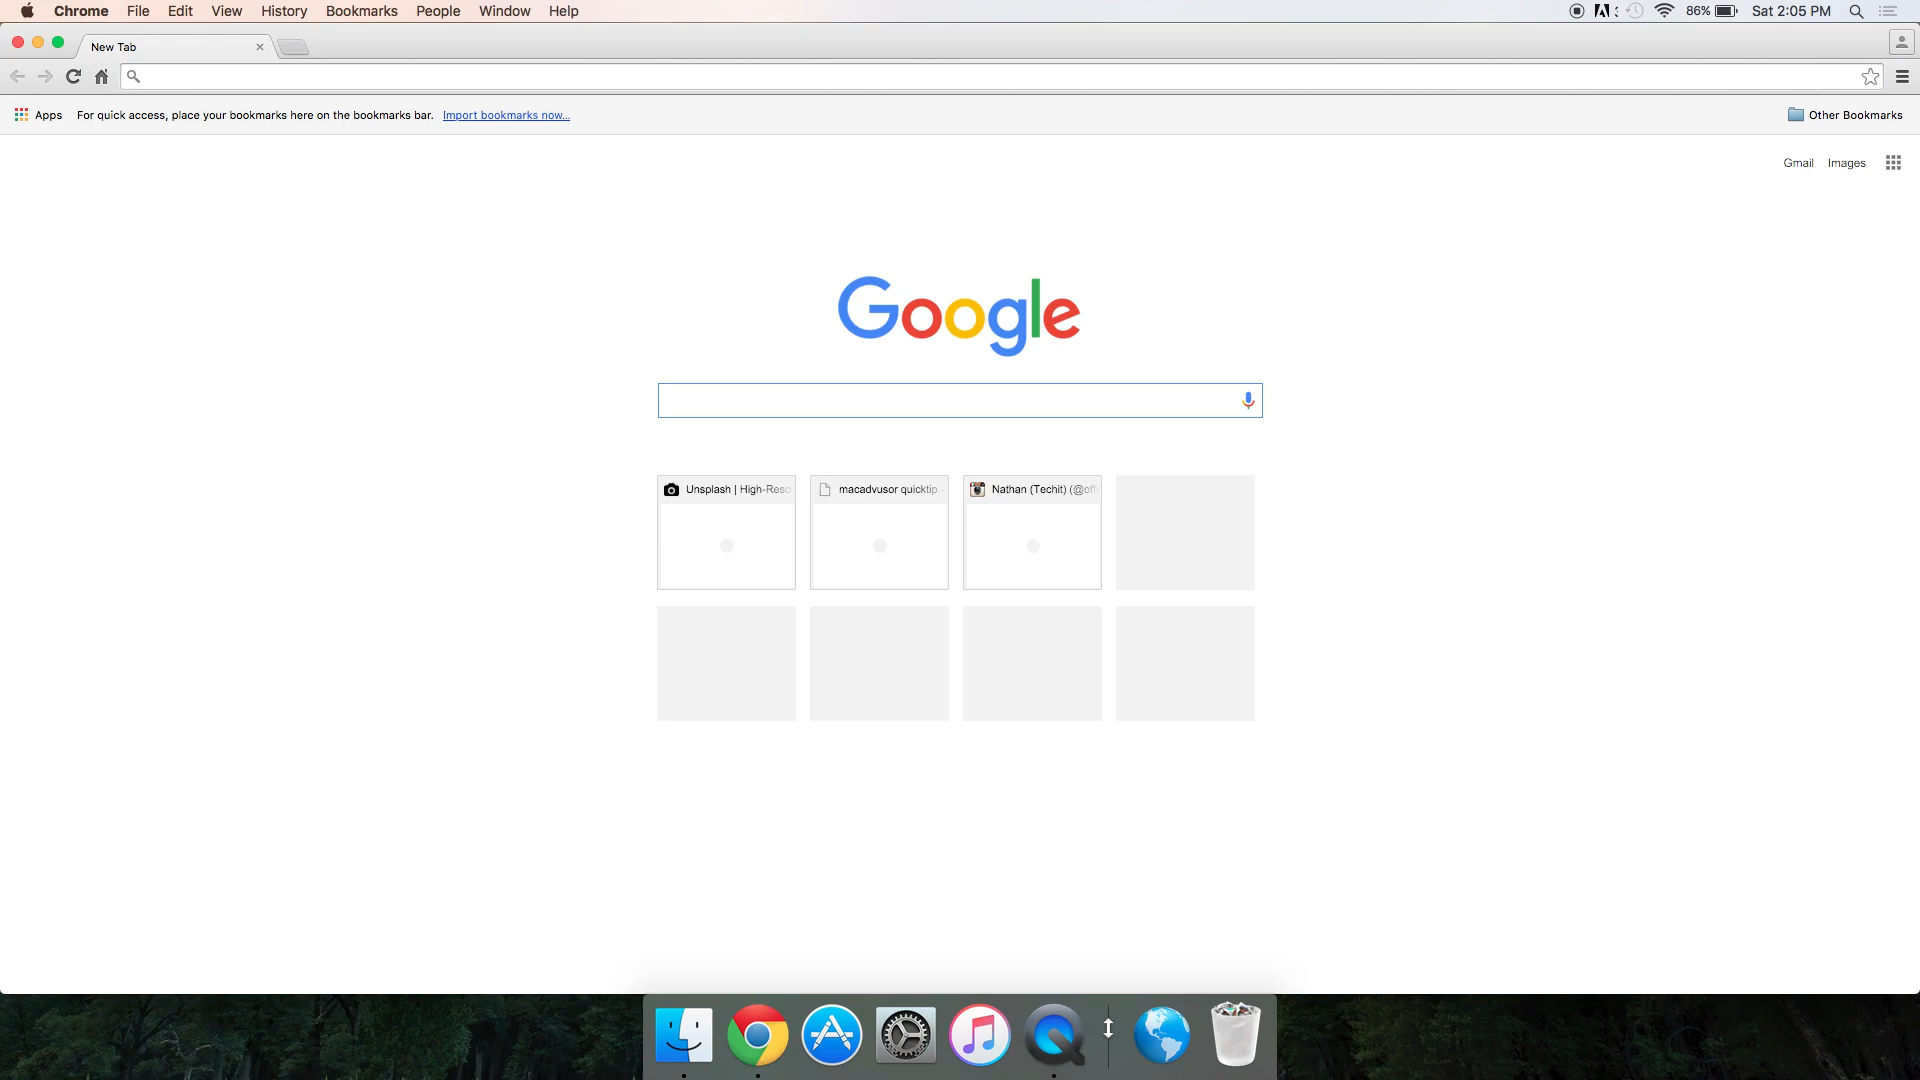 Chrome File Edit View History Bookmarks People Window Help 86% Sat 2:05 PM
New Tab
Apps For quick access, place your bookmarks here on the bookmarks bar. Import bookmarks now... Other Bookmarks
Gmail Images
Google
Unsplash | High-Reso
macadvusor quicktip -
Nathan (Techit) (@off